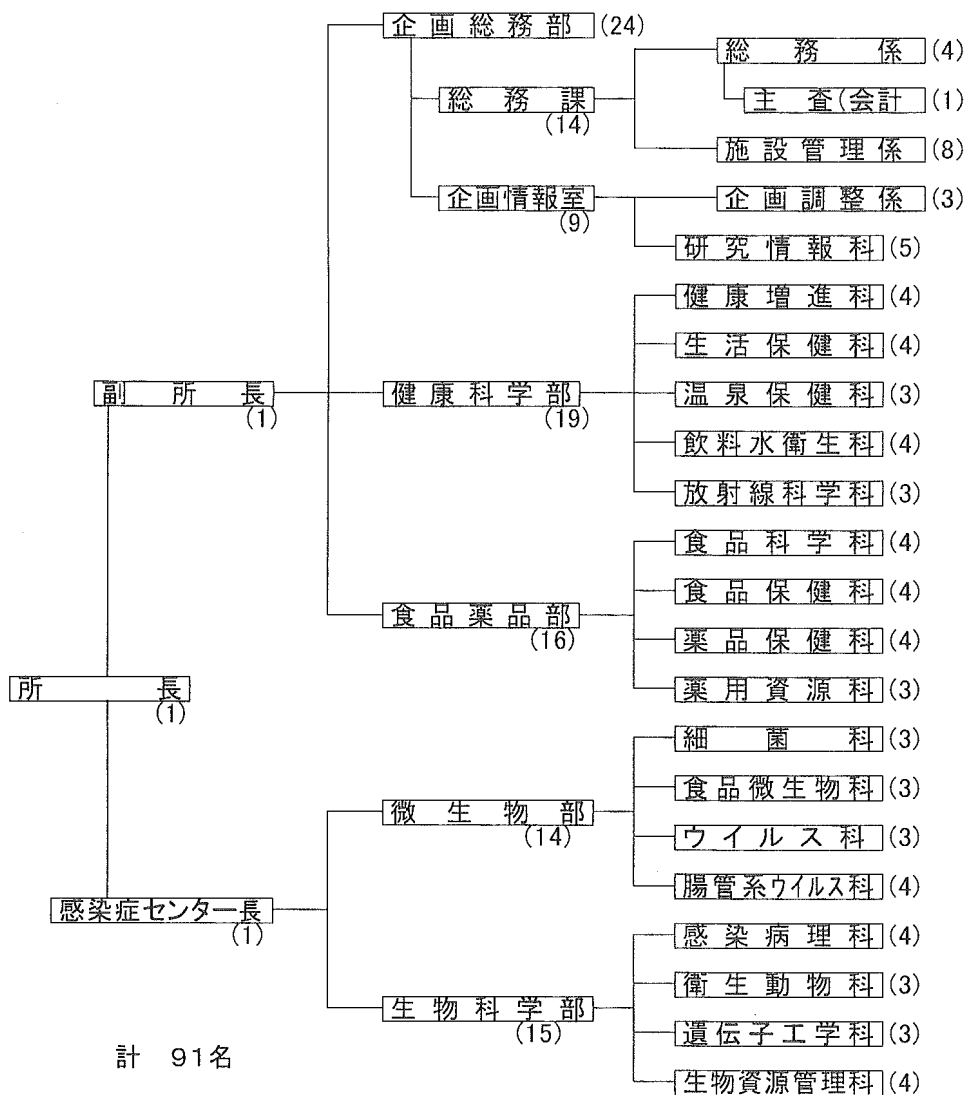 企画総務部 (24)
総務係 (4)
主査(会計 (1)
総務課
(14)
施設管理係 (8)
企画情報室
(9)
企画調整係 (3)
研究情報科 (5)
健康増進科 (4)
生活保健科 (4)
副所長
(1)
健康科学部
(19)
温泉保健科 (3)
飲料水衛生科 (4)
放射線科学科 (3)
食品科学科 (4)
食品保健科 (4)
食品薬品部
(16)
薬品保健科 (4)
薬用資源科 (3)
所長
(1)
細菌科 (3)
食品微生物科 (3)
微生物部
(14)
ウイルス科 (3)
腸管系ウイルス科 (4)
感染症センター長
(1)
感染病理科 (4)
衛生動物科 (3)
生物科学部
(15)
遺伝子工学科 (3)
生物資源管理科 (4)
計 91名